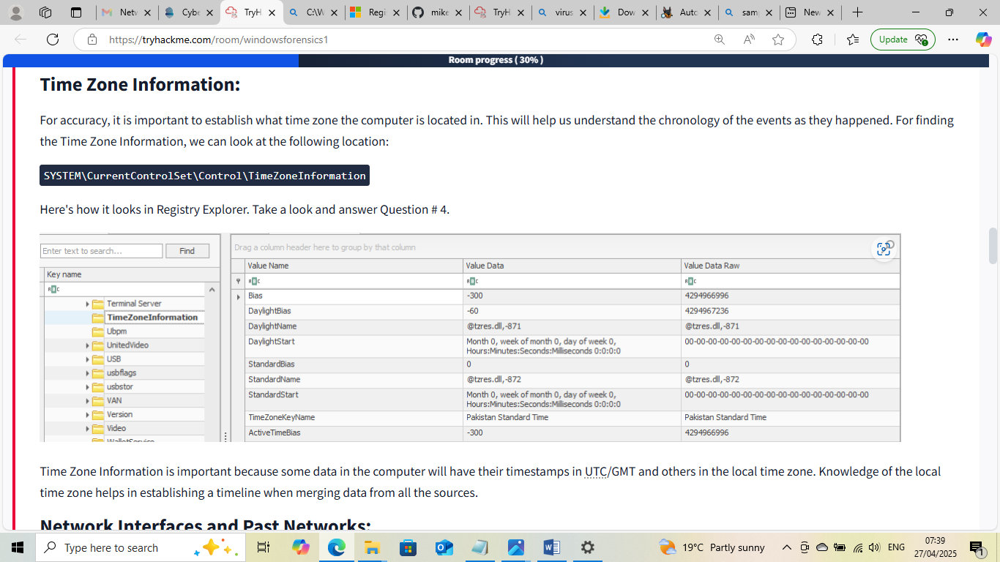 Netw
Cybe
TryH
C:\W
Regi
mike
TryH
virus
Dow
Auto
sam
New
https://tryhackme.com/room/windowsforensics1
Update
Room progress ( 30% )
Time Zone Information:
For accuracy, it is important to establish what time zone the computer is located in. This will help us understand the chronology of the events as they happened. For finding
the Time Zone Information, we can look at the following location:
SYSTEM\CurrentControlSet\Control\TimeZoneInformation
Here's how it looks in Registry Explorer. Take a look and answer Question # 4.
Enter text to search... Find
Key name
Terminal Server
TimeZoneInformation
Ubpm
UnitedVideo
USB
usbflags
usbstor
VAN
Version
Video
WalletService
Drag a column header here to group by that column
Value Name Value Data Value Data Raw
Bias -300 4294966996
DaylightBias -60 4294967236
DaylightName @tzres.dll,-871 @tzres.dll,-871
DaylightStart Month 0, week of month 0, day of week 0, 00-00-00-00-00-00-00-00-00-00-00-00-00-00-00-00
Hours:Minutes:Seconds:Milliseconds 0:0:0:0
StandardBias 0 0
StandardName @tzres.dll,-872 @tzres.dll,-872
StandardStart Month 0, week of month 0, day of week 0, 00-00-00-00-00-00-00-00-00-00-00-00-00-00-00-00
Hours:Minutes:Seconds:Milliseconds 0:0:0:0
TimeZoneKeyName Pakistan Standard Time Pakistan Standard Time
ActiveTimeBias -300 4294966996
Time Zone Information is important because some data in the computer will have their timestamps in UTC/GMT and others in the local time zone. Knowledge of the local
time zone helps in establishing a timeline when merging data from all the sources.
Network Interfaces and Past Networks:
Type here to search
19°C Partly sunny
ENG
07:39
27/04/2025
1